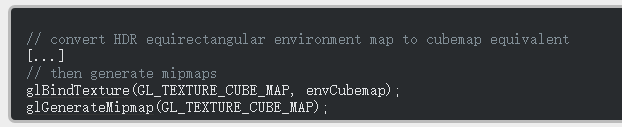 // convert HDR equirectangular environment map to cubemap equivalent
[...]
// then generate mipmaps
glBindTexture(GL_TEXTURE_CUBE_MAP, envCubemap);
glGenerateMipmap(GL_TEXTURE_CUBE_MAP);